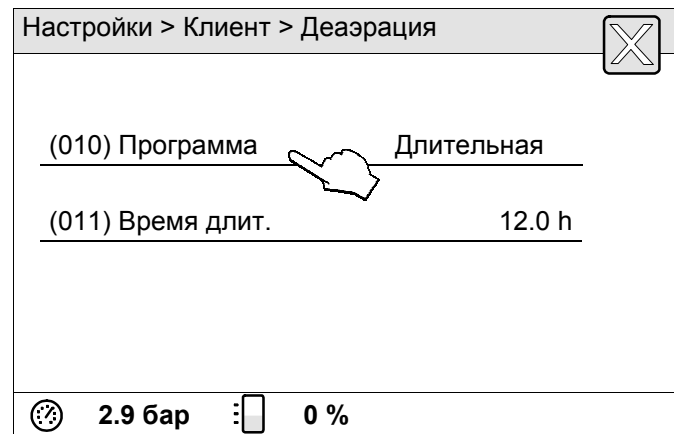 Настройки > Клиент > Деаэрация
(010) Программа Длительная
(011) Время длит. 12.0 h
2.9 бар 0 %